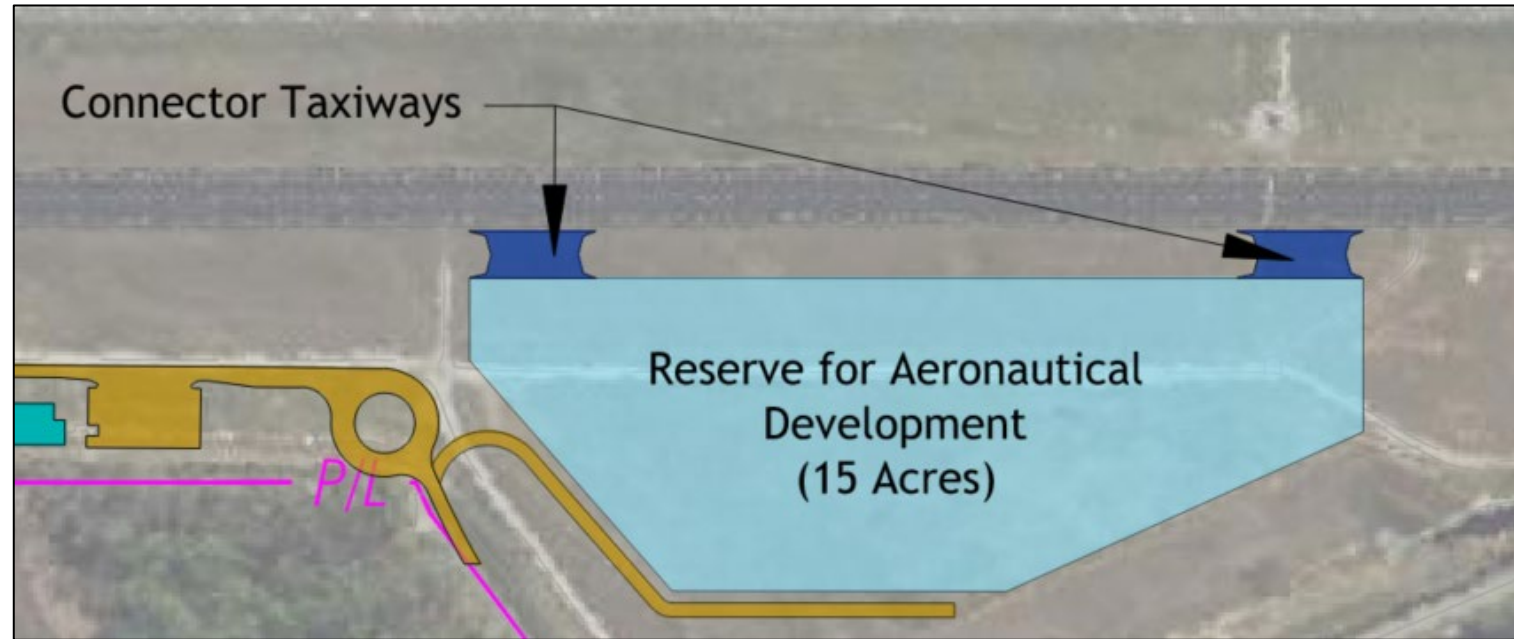 Connector Taxiways
Reserve for Aeronautical
Development
(15 Acres)
P/L